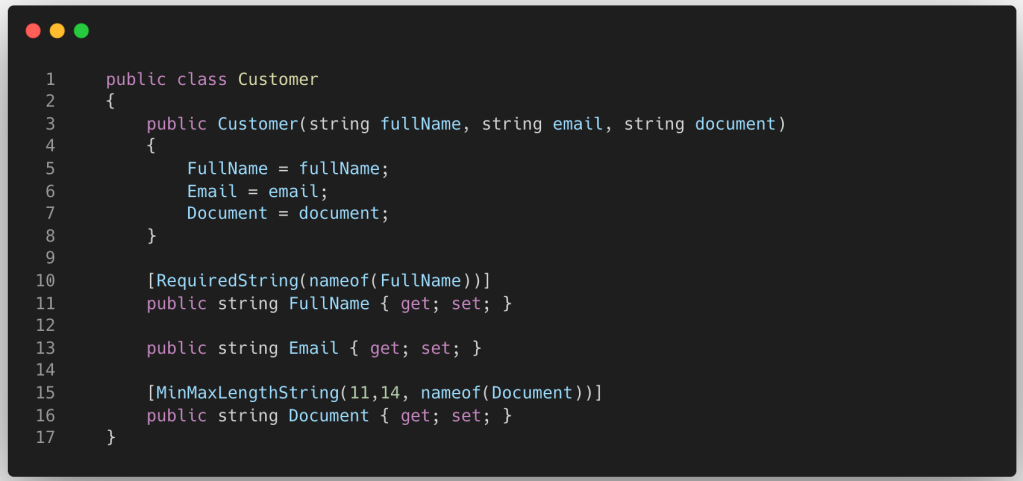 1 public class Customer
2 {
3 public Customer(string fullName, string email, string document)
4 {
5 FullName = fullName;
6 Email = email;
7 Document = document;
8 }
9
10 [RequiredString(nameof(FullName))]
11 public string FullName { get; set; }
12
13 public string Email { get; set; }
14
15 [MinMaxLengthString(11,14, nameof(Document))]
16 public string Document { get; set; }
17 }